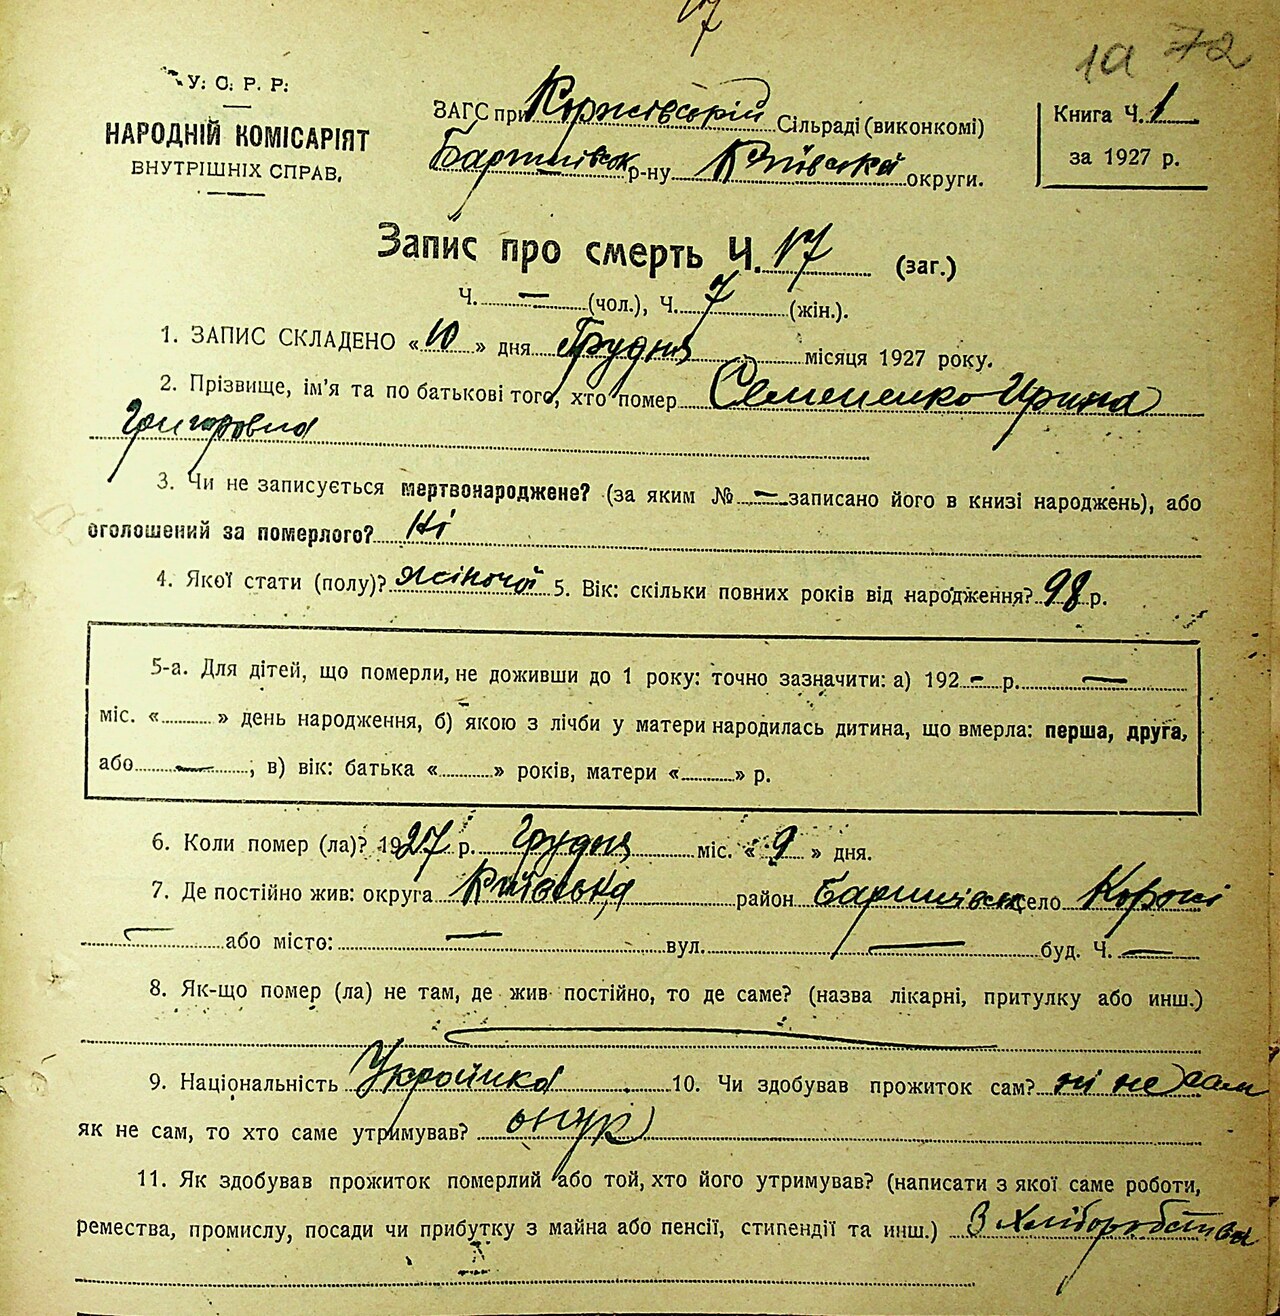 17
1а 72
У. С. Р. Р.
НАРОДНІЙ КОМІСАРІЯТ
ВНУТРІШНІХ СПРАВ.
ЗАГС при Коржівській Сільраді (виконкомі)
Баришівськ р-ну Київської округи.
Книга Ч. 1
за 1927 р.
Запис про смерть Ч. 17 (заг.)
Ч. — (чол.), Ч. 7 (жін.).
1. ЗАПИС СКЛАДЕНО «10» дня Грудня місяця 1927 року.
2. Прізвище, ім'я та по батькові того, хто помер Семененко Ирина
Григоровна
3. Чи не записується мертвонароджене? (за яким № — записано його в книзі народжень), або
оголошений за померлого? Ні
4. Якої стати (полу)? жіночої 5. Вік: скільки повних років від народження? 98 р.
5-а. Для дітей, що померли, не доживши до 1 року: точно зазначити: а) 192 - р. —
міс. « » день народження, б) якою з лічби у матери народилась дитина, що вмерла: перша, друга,
або — , в) вік: батька « » років, матери « » р.
6. Коли помер (ла)? 1927 р. Грудня міс. «9» дня.
7. Де постійно жив: округа Київська район Баришівськ село Коржі
— або місто: — вул. — буд. Ч. —
8. Як-що помер (ла) не там, де жив постійно, то де саме? (назва лікарні, притулку або инш.)
9. Національність Украйинка 10. Чи здобував прожиток сам? ні не сам
як не сам, то хто саме утримував? онук
11. Як здобував прожиток померлий або той, хто його утримував? (написати з якої саме роботи,
ремества, промислу, посади чи прибутку з майна або пенсії, стипендії та инш.) З хліборобства